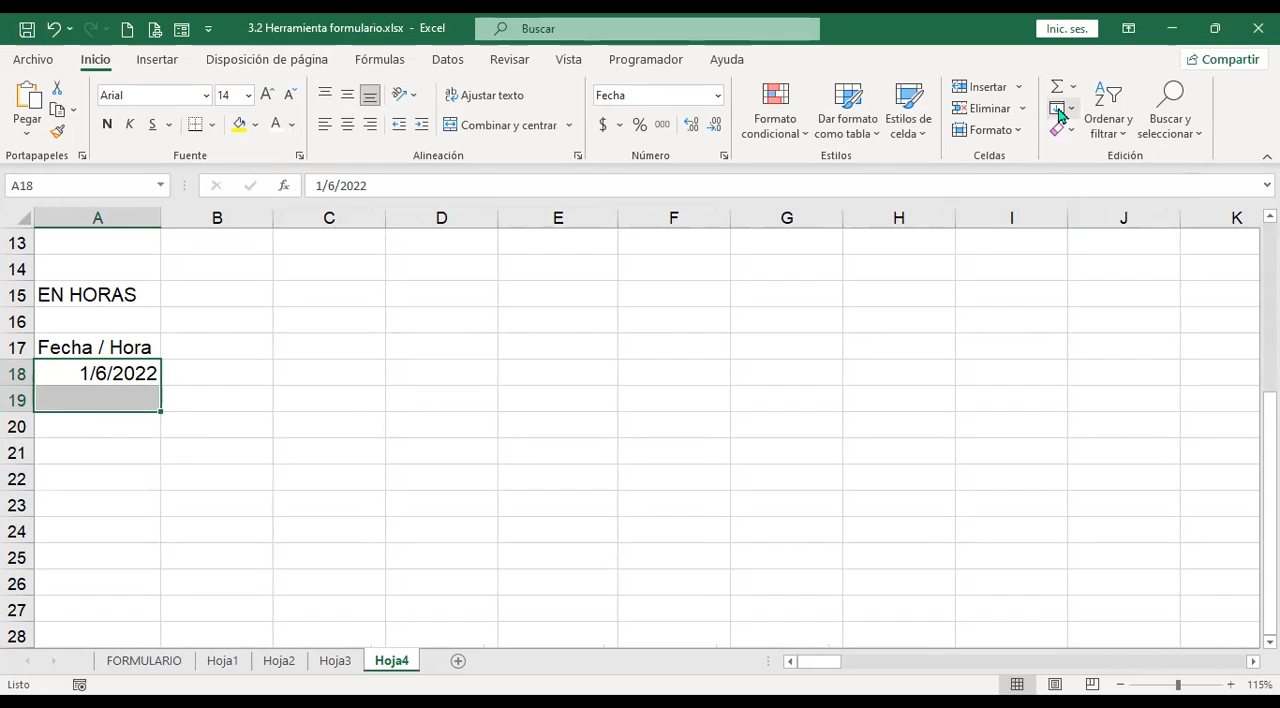 3.2 Herramienta formulario.xlsx - Excel
Buscar
Inic. ses.
Archivo Inicio Insertar Disposición de página Fórmulas Datos Revisar Vista Programador Ayuda Compartir
Pegar
Arial 14
N K S
Ajustar texto
Combinar y centrar
Fecha
$ % 000
Formato condicional
Dar formato como tabla
Estilos de celda
Insertar
Eliminar
Formato
Ordenar y filtrar
Buscar y seleccionar
Portapapeles Fuente Alineación Número Estilos Celdas Edición
A18 fx 1/6/2022
A B C D E F G H I J K
13
14
15 EN HORAS
16
17 Fecha / Hora
18 1/6/2022
19
20
21
22
23
24
25
26
27
28
FORMULARIO Hoja1 Hoja2 Hoja3 Hoja4
Listo 115%